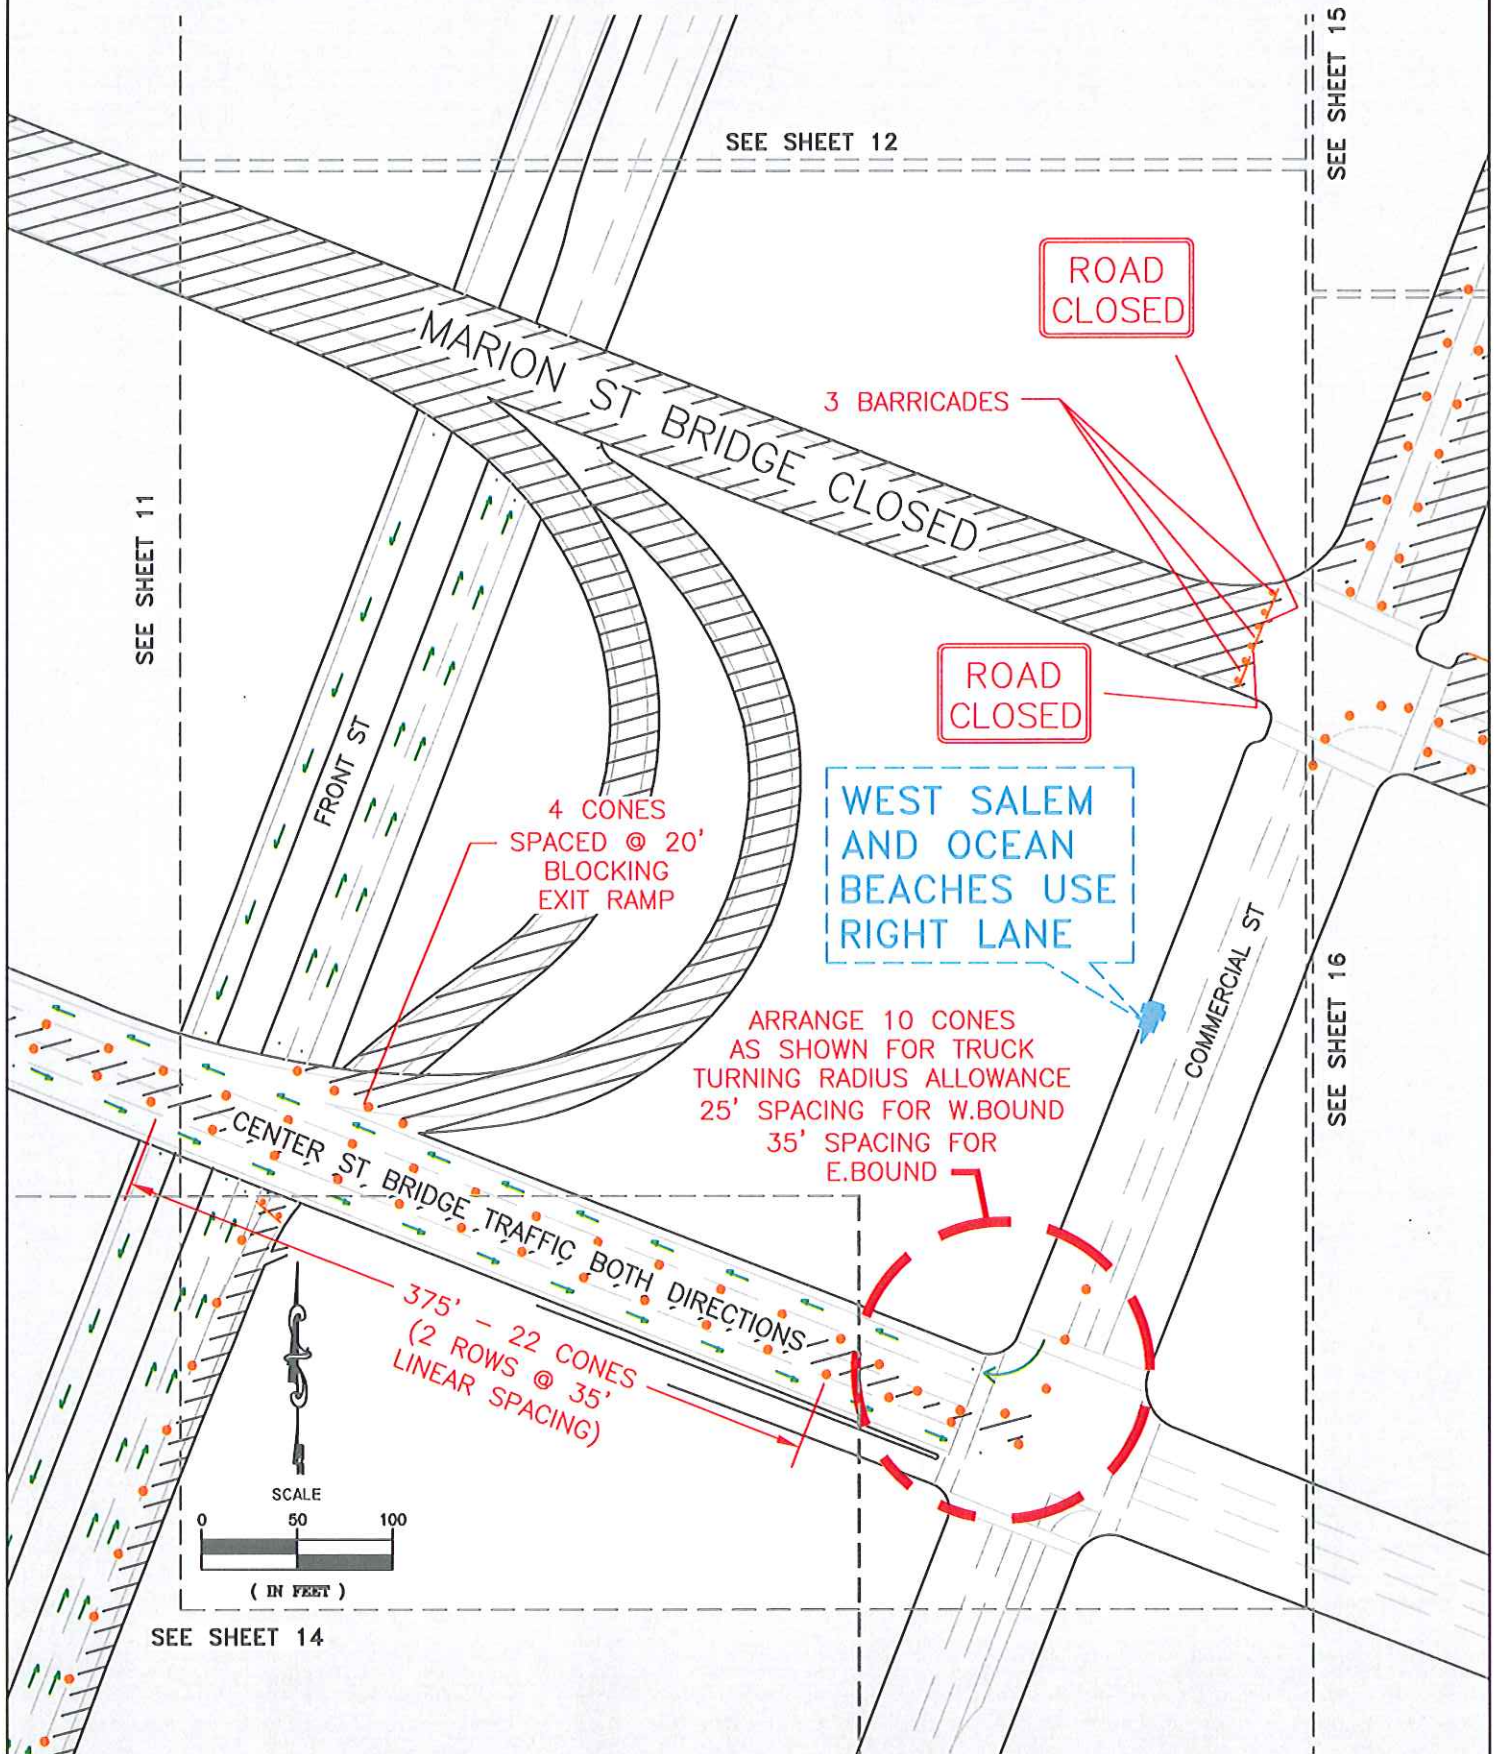 SEE SHEET 15
SEE SHEET 12
ROAD
CLOSED
MARION ST BRIDGE CLOSED
3 BARRICADES
SEE SHEET 11
ROAD
CLOSED
FRONT ST
WEST SALEM
AND OCEAN
BEACHES USE
RIGHT LANE
4 CONES
SPACED @ 20'
BLOCKING
EXIT RAMP
COMMERCIAL ST
SEE SHEET 16
ARRANGE 10 CONES
AS SHOWN FOR TRUCK
TURNING RADIUS ALLOWANCE
25' SPACING FOR W.BOUND
35' SPACING FOR
E.BOUND
CENTER ST BRIDGE TRAFFIC BOTH DIRECTIONS
375' – 22 CONES
(2 ROWS @ 35'
LINEAR SPACING)
SCALE
0 50 100
( IN FEET )
SEE SHEET 14